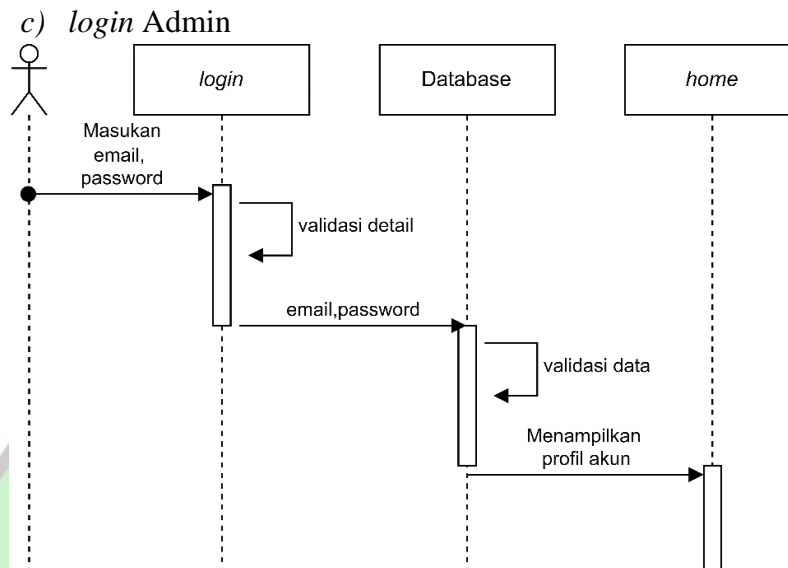 c) login Admin
login
Database
home
Masukan
email,
password
validasi detail
email,password
validasi data
Menampilkan
profil akun